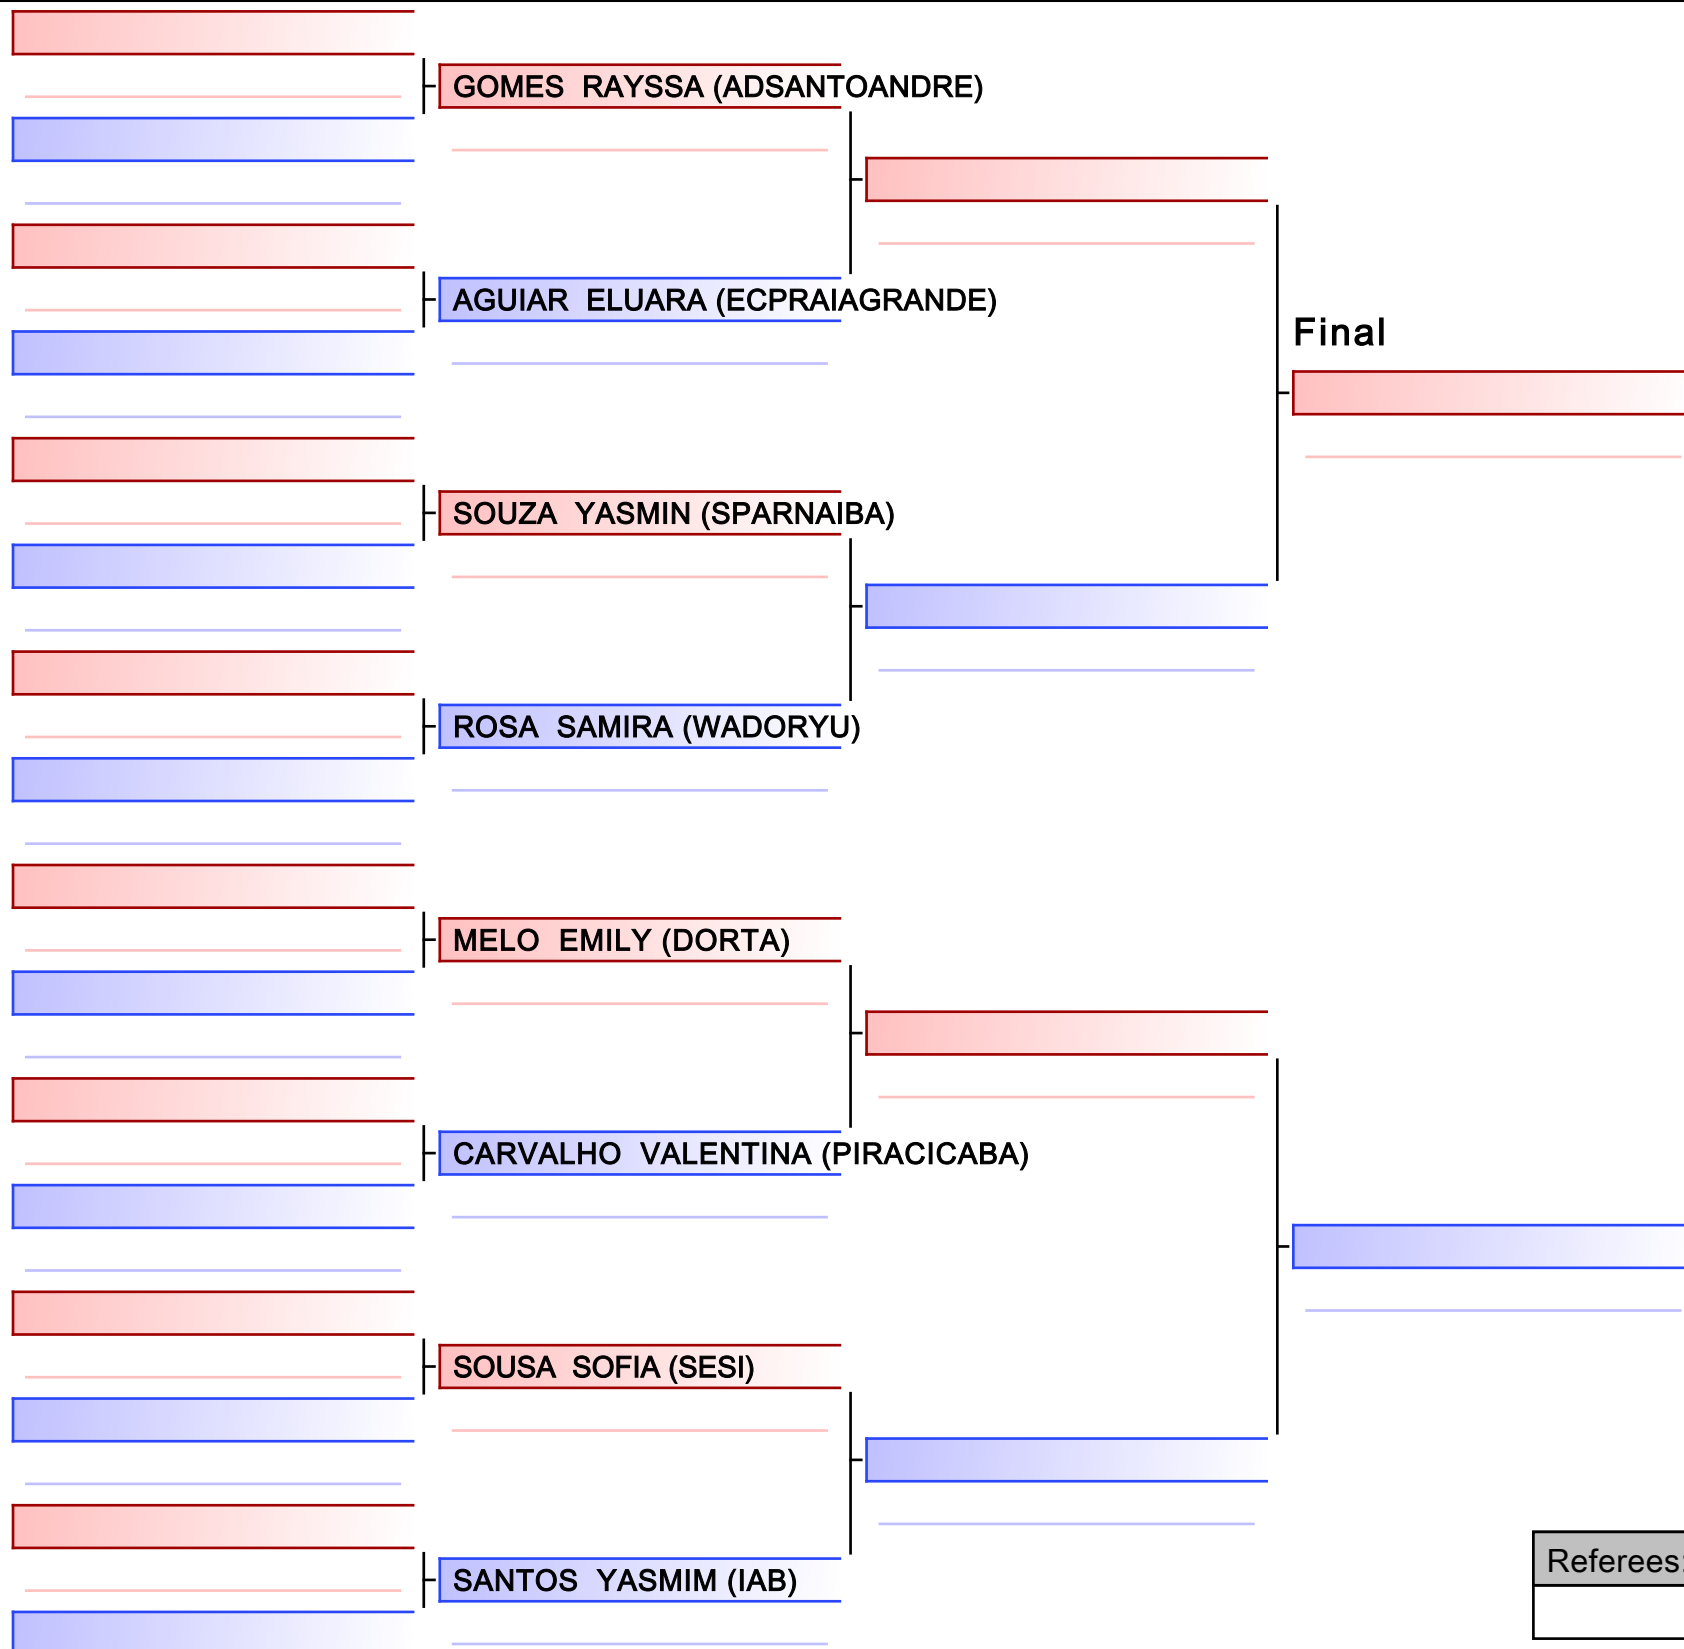 GOMES  RAYSSA (ADSANTOANDRE)
AGUIAR  ELUARA (ECPRAIAGRANDE)
Final
SOUZA  YASMIN (SPARNAIBA)
ROSA  SAMIRA (WADORYU)
MELO  EMILY (DORTA)
CARVALHO  VALENTINA (PIRACICABA)
SOUSA  SOFIA (SESI)
SANTOS  YASMIM (IAB)
Referees: